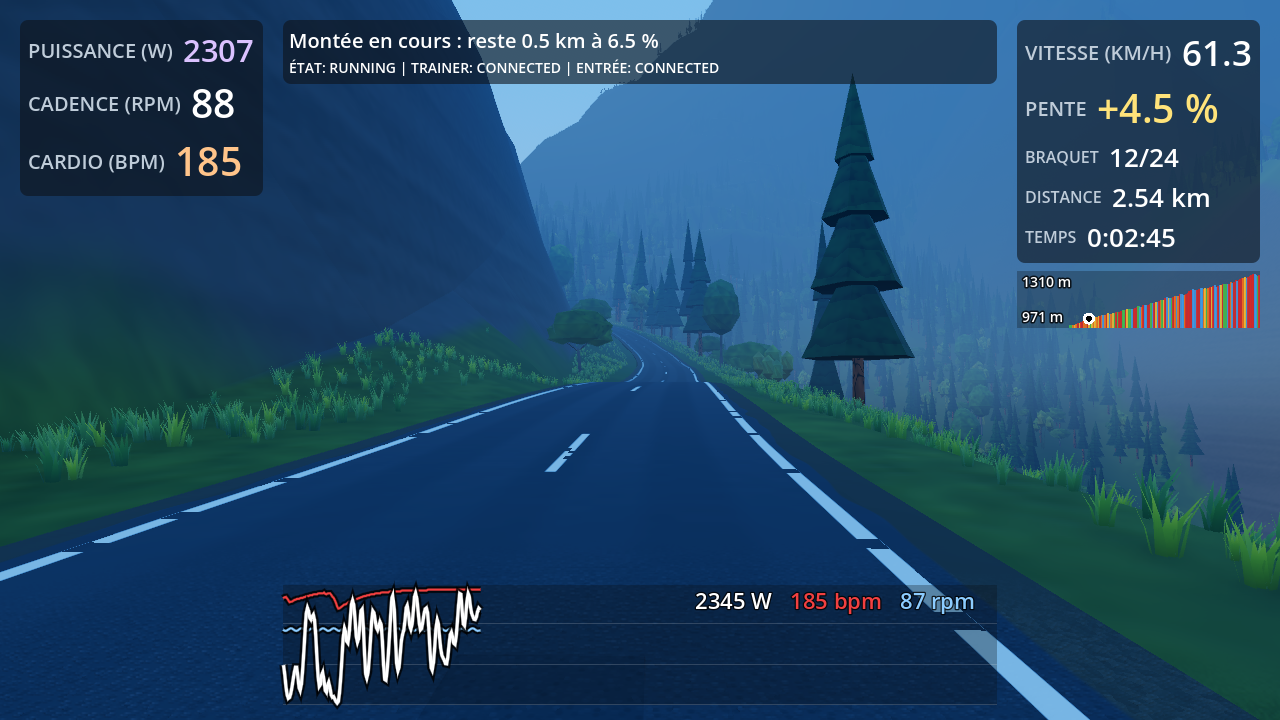 PUISSANCE (W) 2307
CADENCE (RPM) 88
CARDIO (BPM) 185
Montée en cours : reste 0.5 km à 6.5 %
ÉTAT: RUNNING | TRAINER: CONNECTED | ENTRÉE: CONNECTED
VITESSE (KM/H) 61.3
PENTE +4.5 %
BRAQUET 12/24
DISTANCE 2.54 km
TEMPS 0:02:45
1310 m
971 m
2345 W 185 bpm 87 rpm